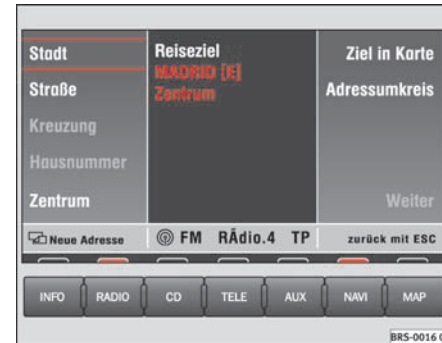 Stadt
Straße
Kreuzung
Hausnummer
Zentrum
Reiseziel
MADRID [E]
Zentrum
Ziel in Karte
Adressumkreis
Weiter
Neue Adresse
FM RÂdio.4 TP
zurück mit ESC
INFO RADIO CD TELE AUX NAVI MAP
BRS-0016